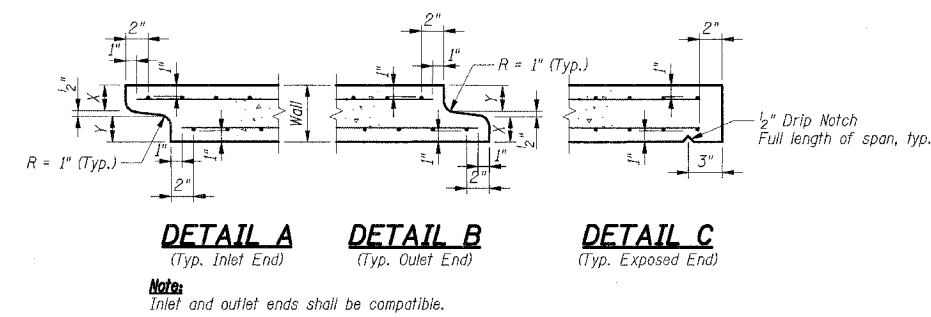 2" 2" 2"
1" 1" 1" 1" 1"
R = 1" (Typ.)
1/2" X Wall Y
Y X 1/2"
1/2" Drip Notch
Full length of span, typ.
R = 1" (Typ.) 1" 1" 1" 1" 1" 3"
2" 2"
DETAIL A DETAIL B DETAIL C
(Typ. Inlet End) (Typ. Oulet End) (Typ. Exposed End)
Note:
Inlet and outlet ends shall be compatible.